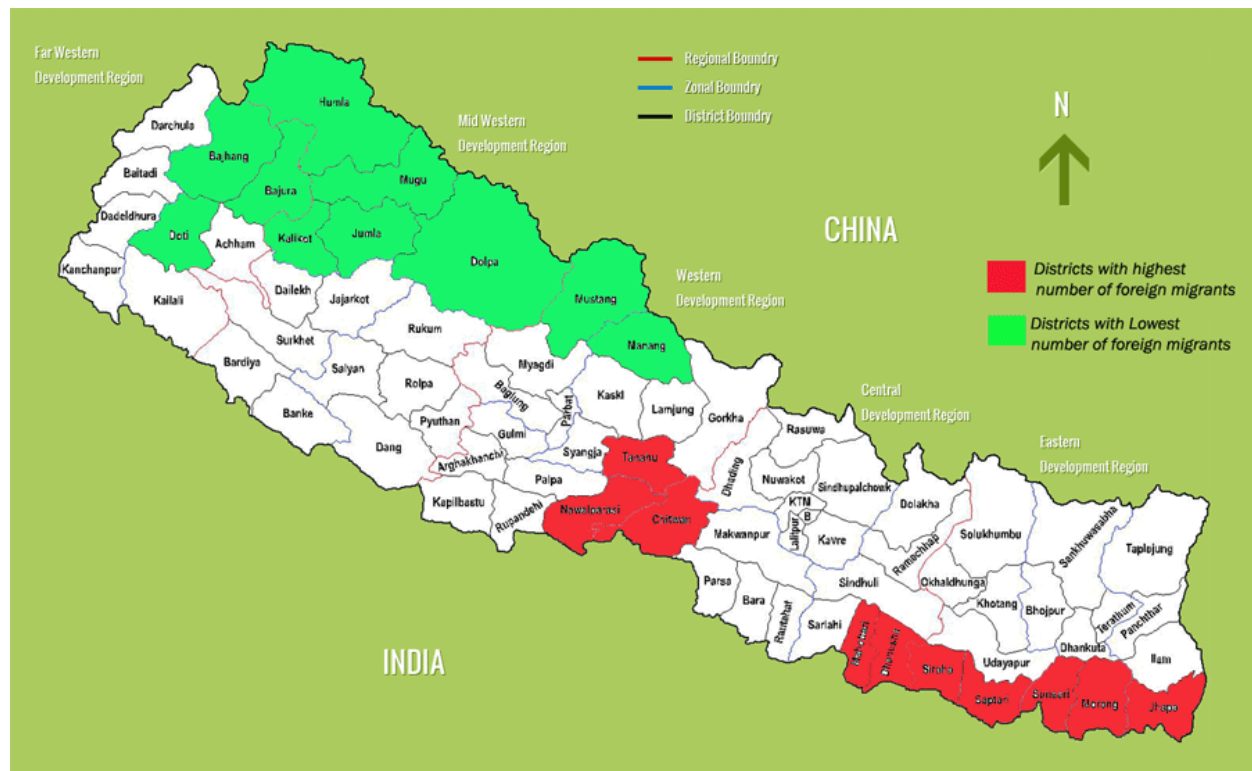 Far Western
Development Region
Regional Boundry
Zonal Boundry
District Boundry
N
Mid Western
Development Region
CHINA
Western
Development Region
Districts with highest
number of foreign migrants
Districts with Lowest
number of foreign migrants
Central
Development Region
Eastern
Development Region
INDIA
Humla
Darchula
Bajhang
Baitadi
Bajura
Mugu
Dadeldhura
Doti
Achham
Kalikot
Jumla
Dolpa
Kanchanpur
Kailali
Dailekh
Jajarkot
Mustang
Surkhet
Rukum
Manang
Bardiya
Salyan
Myagdi
Rolpa
Baglung
Parbat
Kaski
Lamjung
Gorkha
Banke
Dang
Pyuthan
Gulmi
Syangja
Rasuwa
Arghakhanchi
Palpa
Tananu
Dhading
Nuwakot
Sindhupalchowk
Dolakha
Kapilbastu
Rupandehi
Nawalparasi
Chitwan
KTM
B
Lalitpur
Kavre
Makwanpur
Ramechhap
Solukhumbu
Sankhuwasabha
Taplejung
Okhaldhunga
Sindhuli
Khotang
Bhojpur
Terathum
Panchthar
Parsa
Bara
Rautahat
Sarlahi
Dhankuta
Udayapur
Ilam
Siraha
Saptari
Sunsari
Morang
Jhapa